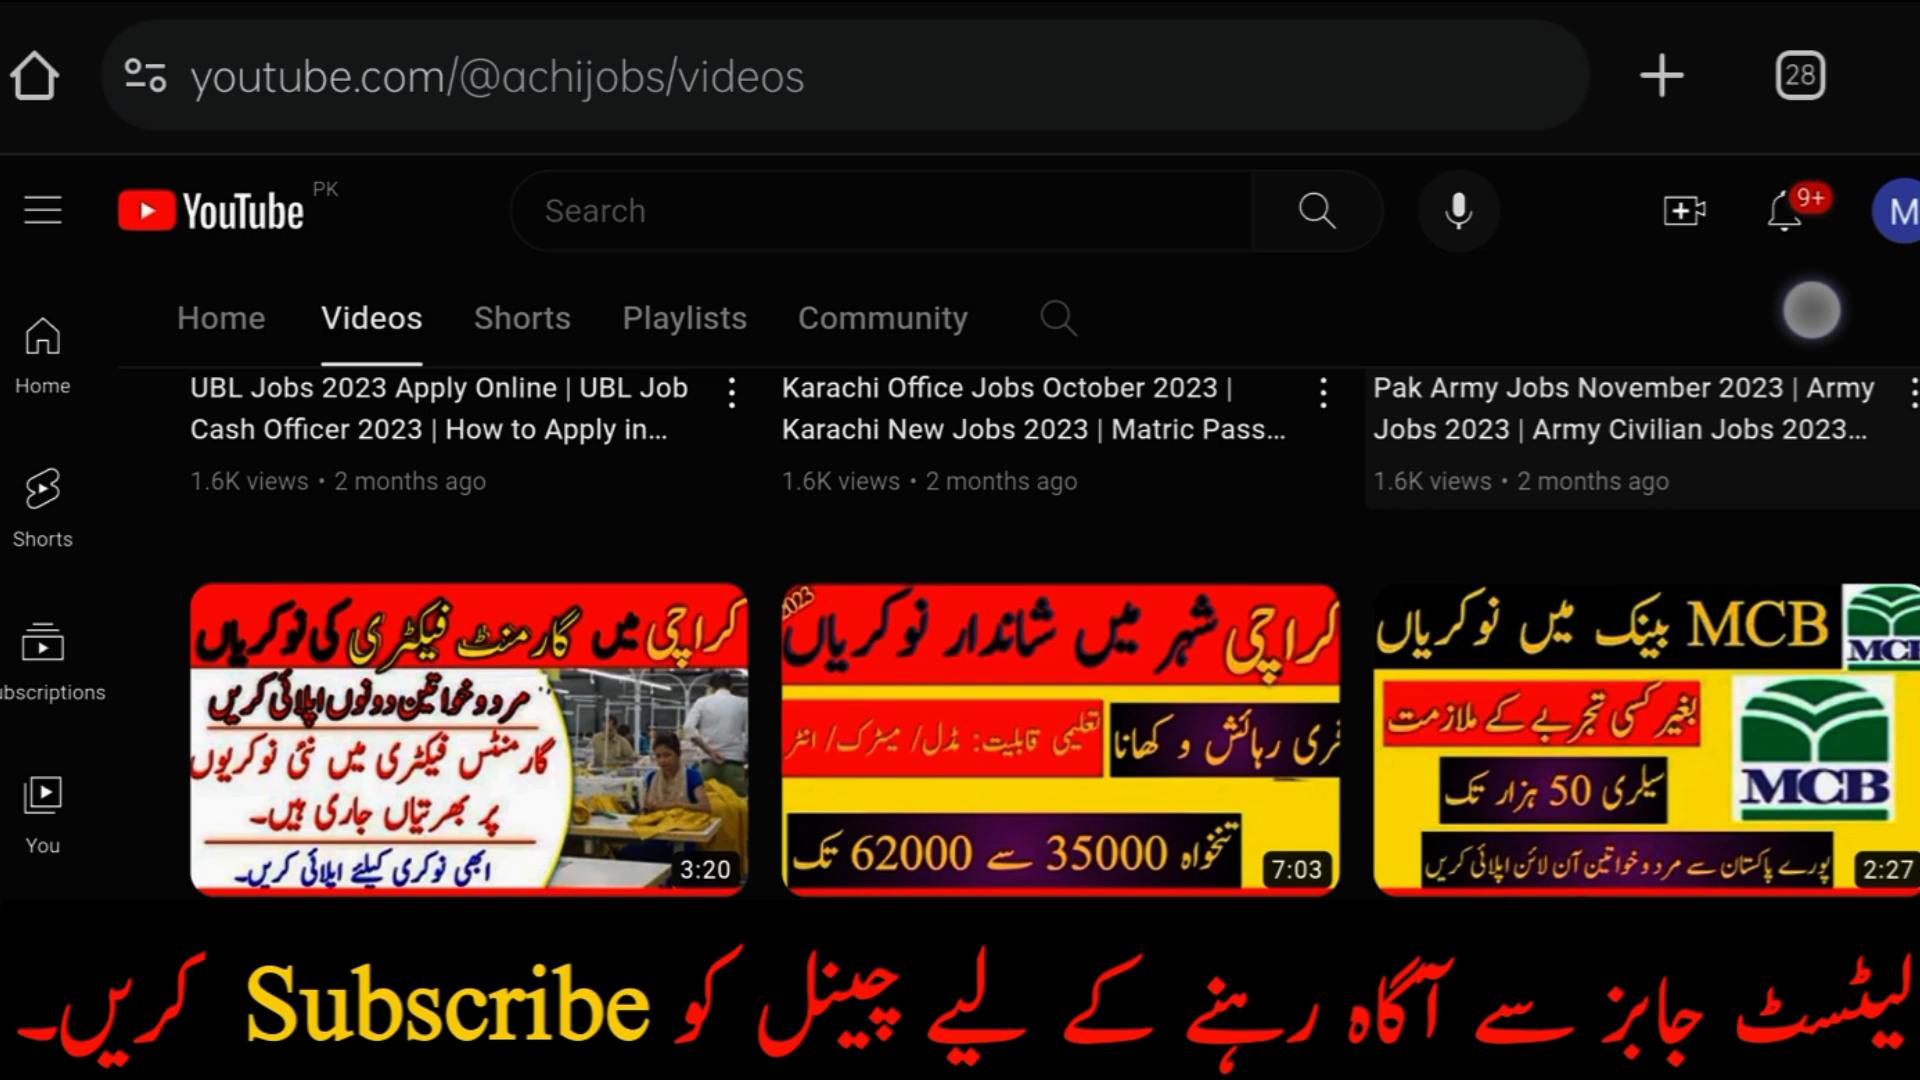 youtube.com/@achijobs/videos
28
YouTube PK
Search
9+
M
Home
Videos
Shorts
Playlists
Community
Home
Shorts
ubscriptions
You
UBL Jobs 2023 Apply Online | UBL Job
Cash Officer 2023 | How to Apply in...
1.6K views • 2 months ago
Karachi Office Jobs October 2023 |
Karachi New Jobs 2023 | Matric Pass...
1.6K views • 2 months ago
Pak Army Jobs November 2023 | Army
Jobs 2023 | Army Civilian Jobs 2023...
1.6K views • 2 months ago
کراچی میں گارمنٹ فیکٹری کی نوکریاں
مرد و خواتین دونوں اپلائی کریں
گارمنٹس فیکٹری میں نئی نوکریوں
پر بھرتیاں جاری ہیں۔
ابھی نوکری کیلئے اپلائی کریں۔
3:20
2023
کراچی شہر میں شاندار نوکریاں
فری رہائش و کھانا
تعلیمی قابلیت: مڈل/ میٹرک/ انٹر
تنخواہ 35000 سے 62000 تک
7:03
MCB بینک میں نوکریاں
MCB
بغیر کسی تجربے کے ملازمت
سیلری 50 ہزار تک
MCB
پورے پاکستان سے مرد و خواتین آن لائن اپلائی کریں
2:27
لیٹسٹ جابز سے آگاہ رہنے کے لیے چینل کو Subscribe کریں۔